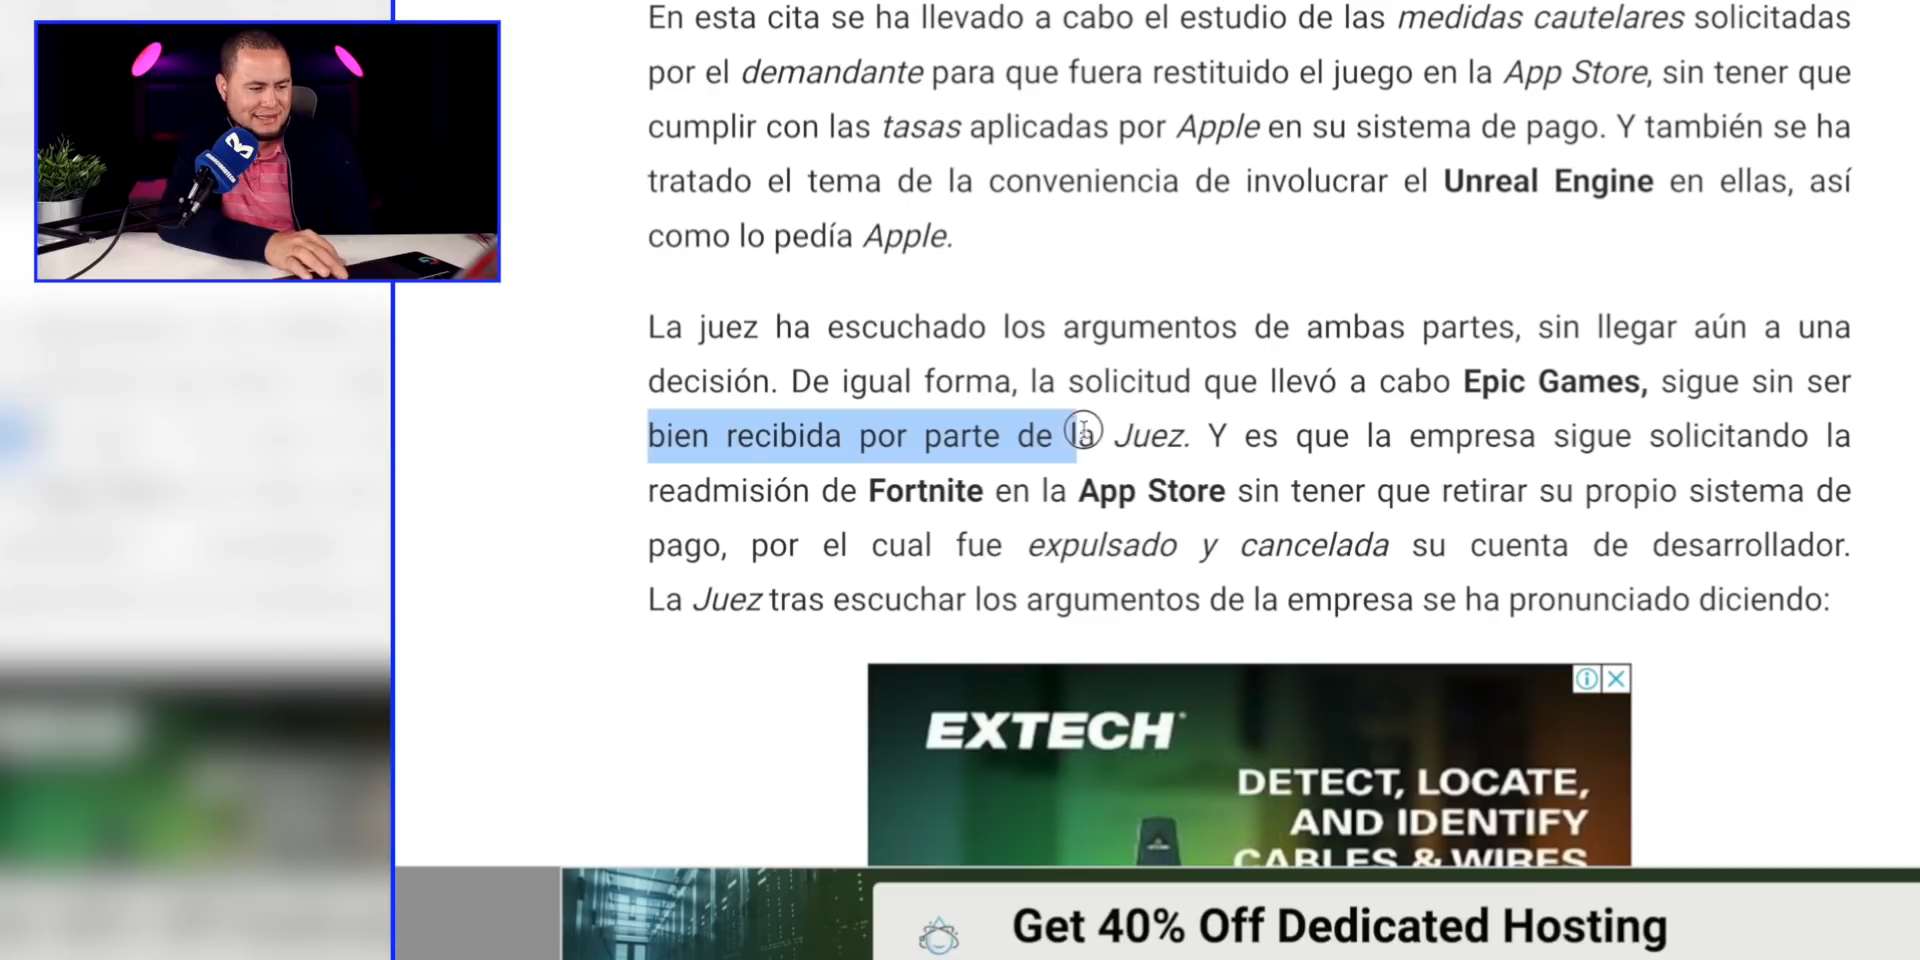 En esta cita se ha llevado a cabo el estudio de las medidas cautelares solicitadas
por el demandante para que fuera restituido el juego en la App Store, sin tener que
cumplir con las tasas aplicadas por Apple en su sistema de pago. Y también se ha
tratado el tema de la conveniencia de involucrar el Unreal Engine en ellas, así
como lo pedía Apple.
La juez ha escuchado los argumentos de ambas partes, sin llegar aún a una
decisión. De igual forma, la solicitud que llevó a cabo Epic Games, sigue sin ser
bien recibida por parte de la Juez. Y es que la empresa sigue solicitando la
readmisión de Fortnite en la App Store sin tener que retirar su propio sistema de
pago, por el cual fue expulsado y cancelada su cuenta de desarrollador.
La Juez tras escuchar los argumentos de la empresa se ha pronunciado diciendo:
EXTECH
DETECT, LOCATE,
AND IDENTIFY
CABLES & WIRES
Get 40% Off Dedicated Hosting